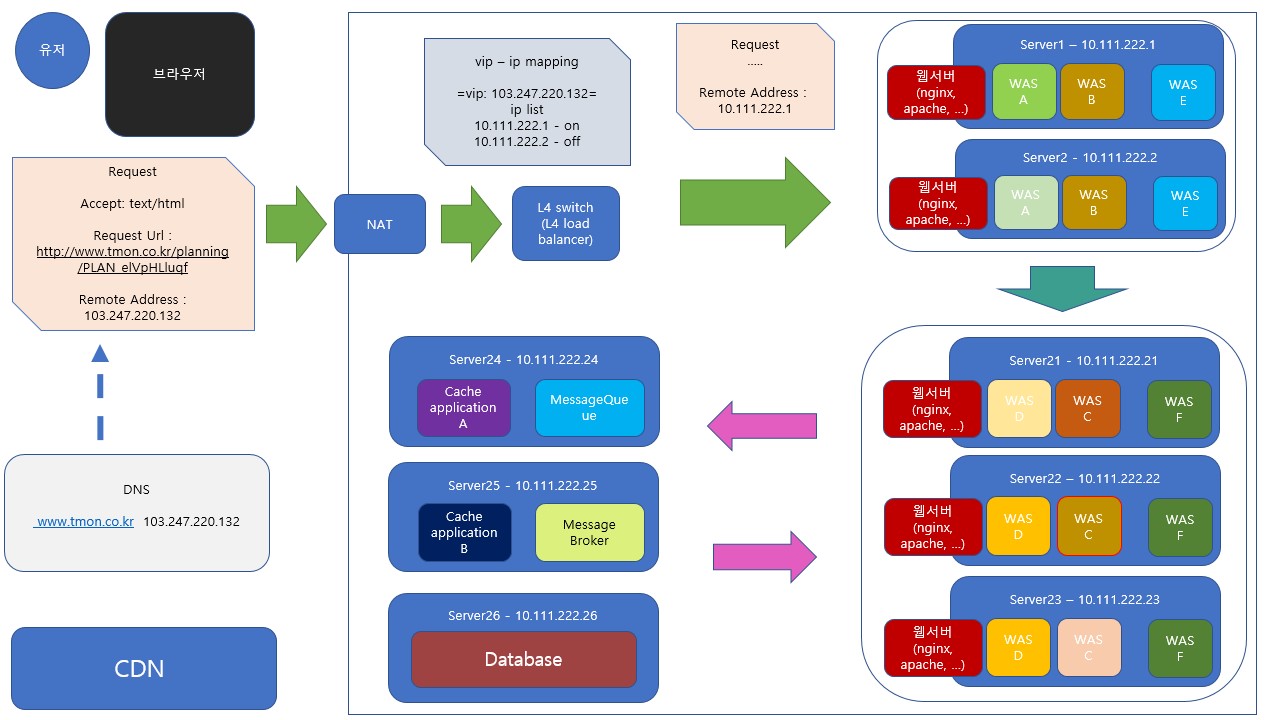 유저
브라우저
Request
Accept: text/html
Request Url :
http://www.tmon.co.kr/planning
/PLAN_elVpHLluqf
Remote Address :
103.247.220.132
DNS
www.tmon.co.kr 103.247.220.132
CDN
NAT
vip – ip mapping
=vip: 103.247.220.132=
ip list
10.111.222.1 - on
10.111.222.2 - off
L4 switch
(L4 load
balancer)
Request
.....
Remote Address :
10.111.222.1
Server1 – 10.111.222.1
웹서버
(nginx,
apache, ...)
WAS
A
WAS
B
WAS
E
Server2 - 10.111.222.2
웹서버
(nginx,
apache, ...)
WAS
A
WAS
B
WAS
E
Server24 - 10.111.222.24
Cache
application
A
MessageQue
ue
Server25 - 10.111.222.25
Cache
application
B
Message
Broker
Server26 - 10.111.222.26
Database
Server21 - 10.111.222.21
웹서버
(nginx,
apache, ...)
WAS
D
WAS
C
WAS
F
Server22 – 10.111.222.22
웹서버
(nginx,
apache, ...)
WAS
D
WAS
C
WAS
F
Server23 – 10.111.222.23
웹서버
(nginx,
apache, ...)
WAS
D
WAS
C
WAS
F